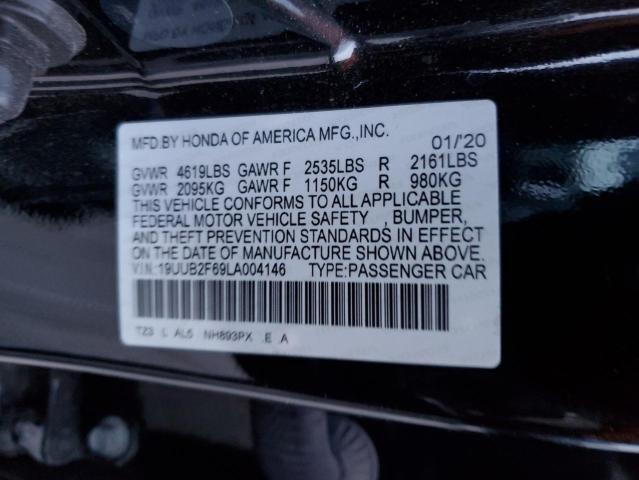 MFD.BY HONDA OF AMERICA MFG.,INC. 01/'20
GVWR 4619LBS GAWR F 2535LBS R 2161LBS
GVWR 2095KG GAWR F 1150KG R 980KG
THIS VEHICLE CONFORMS TO ALL APPLICABLE
FEDERAL MOTOR VEHICLE SAFETY , BUMPER,
AND THEFT PREVENTION STANDARDS IN EFFECT
ON THE DATE OF MANUFACTURE SHOWN ABOVE.
VIN:19UUB2F69LA004146 TYPE:PASSENGER CAR
TZ3 L AL5 NH893PX .E .A